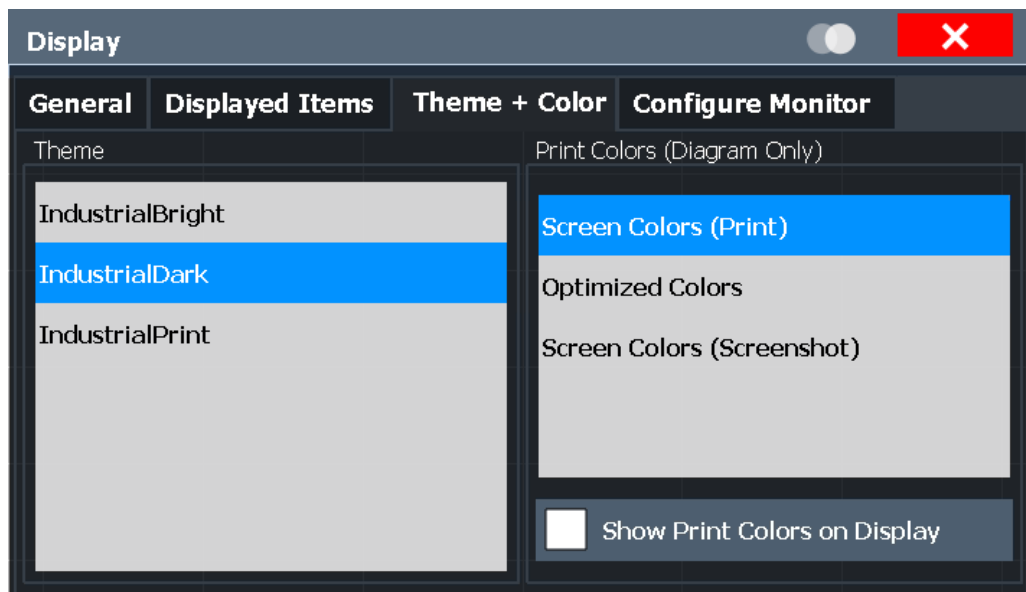 Display
General
Displayed Items
Theme + Color
Configure Monitor
Theme
IndustrialBright
IndustrialDark
IndustrialPrint
Print Colors (Diagram Only)
Screen Colors (Print)
Optimized Colors
Screen Colors (Screenshot)
Show Print Colors on Display